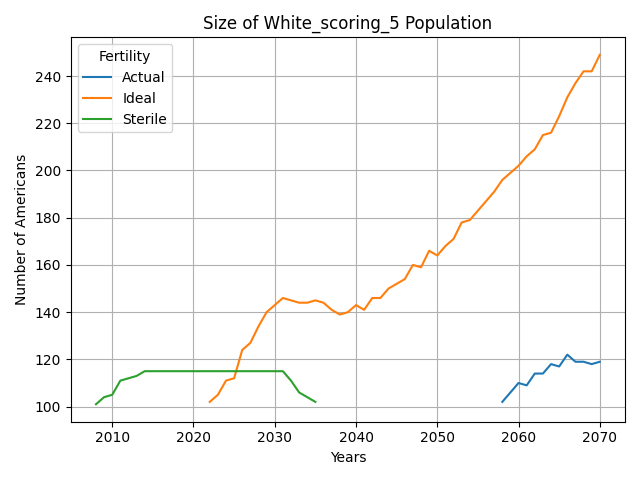 Size of White_scoring_5 Population
Fertility
Actual
Ideal
Sterile
Number of Americans
240
220
200
180
160
140
120
100
2010 2020 2030 2040 2050 2060 2070
Years